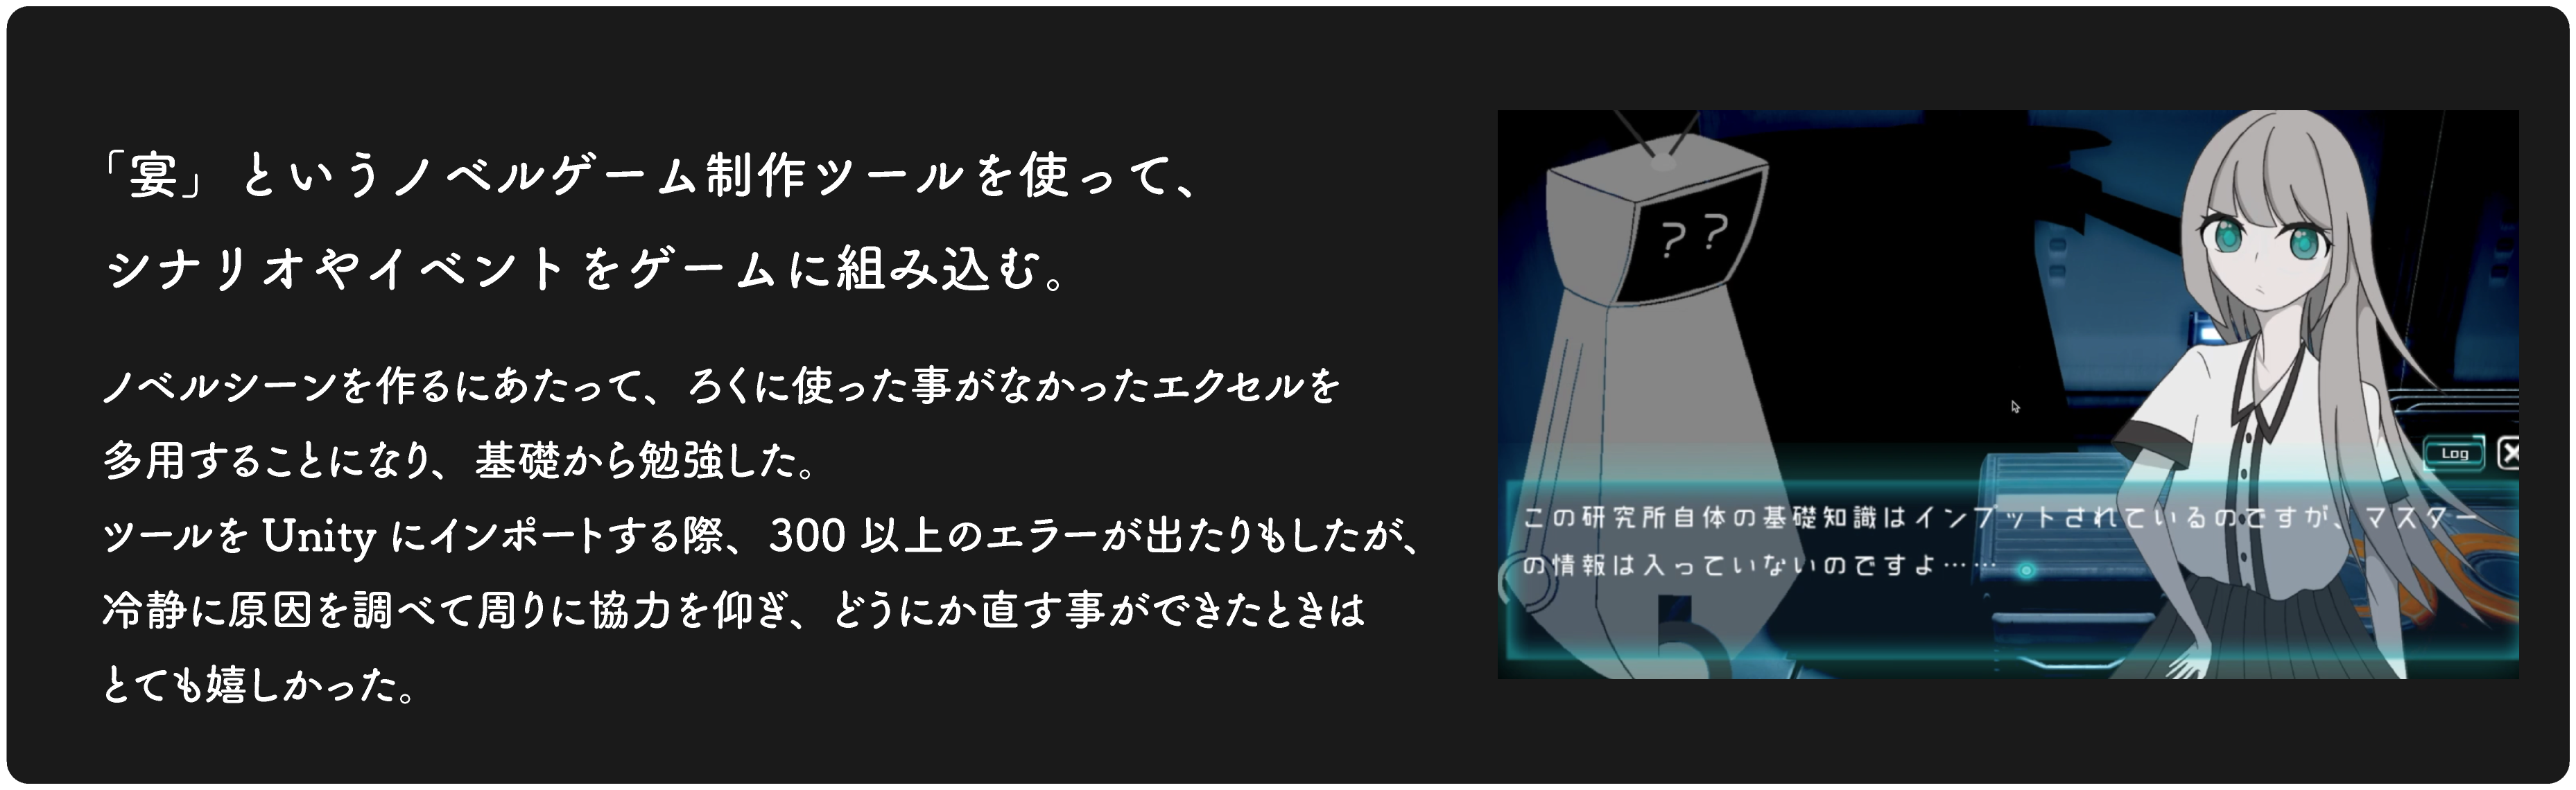 「宴」というノベルゲーム制作ツールを使って、
シナリオやイベントをゲームに組み込む。
ノベルシーンを作るにあたって、ろくに使った事がなかったエクセルを
多用することになり、基礎から勉強した。
ツールを Unity にインポートする際、300 以上のエラーが出たりもしたが、
冷静に原因を調べて周りに協力を仰ぎ、どうにか直す事ができたときは
とても嬉しかった。
? ?
Log
この研究所自体の基礎知識はインプットされているのですが、マスター
の情報は入っていないのですよ……
5